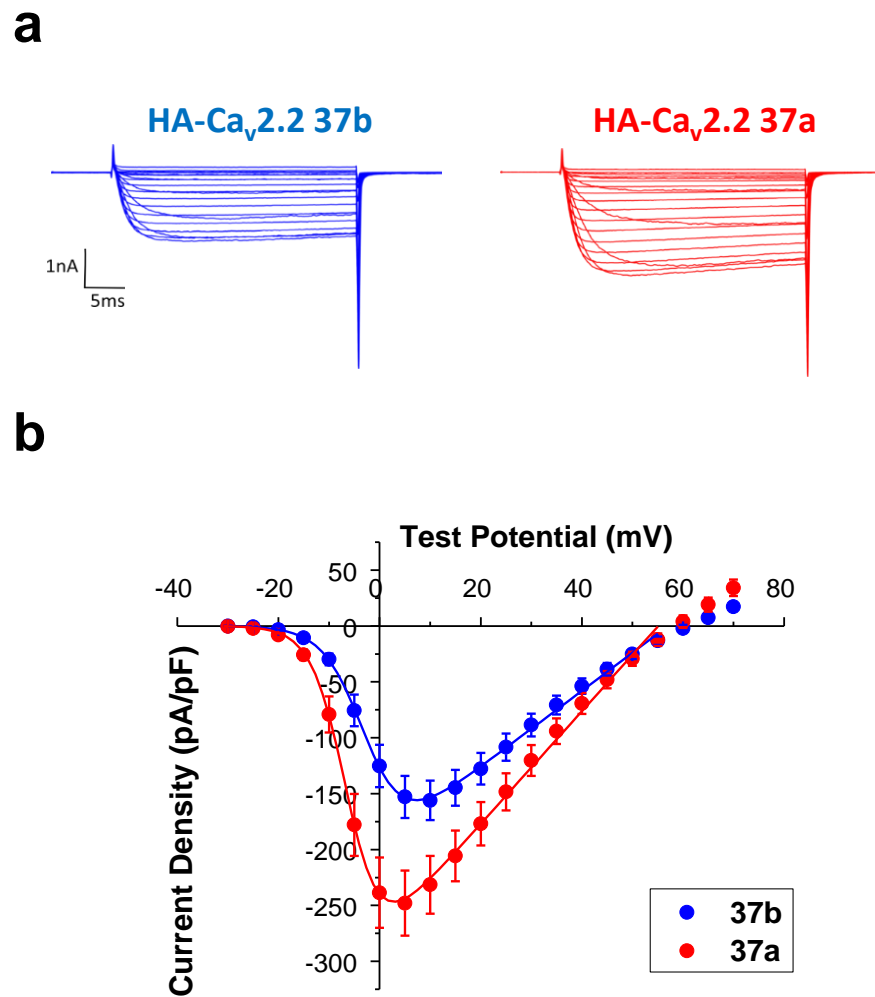 a
HA-Cav2.2 37b
HA-Cav2.2 37a
1nA
5ms
b
Test Potential (mV)
50
-40 -20 0 20 40 60 80
0
-50
-100
-150
-200
-250
-300
Current Density (pA/pF)
37b
37a